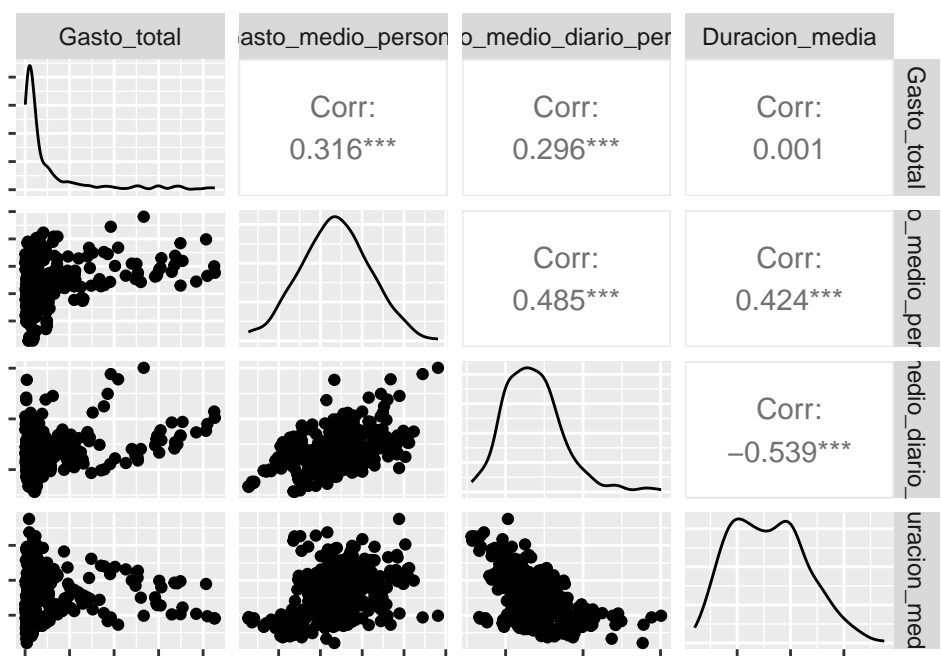 Gasto_total
asto_medio_person
o_medio_diario_per
Duracion_media
Corr:
0.316***
Corr:
0.296***
Corr:
0.001
Gasto_total
Corr:
0.485***
Corr:
0.424***
o_medio_per
Corr:
−0.539***
medio_diario_
uracion_med